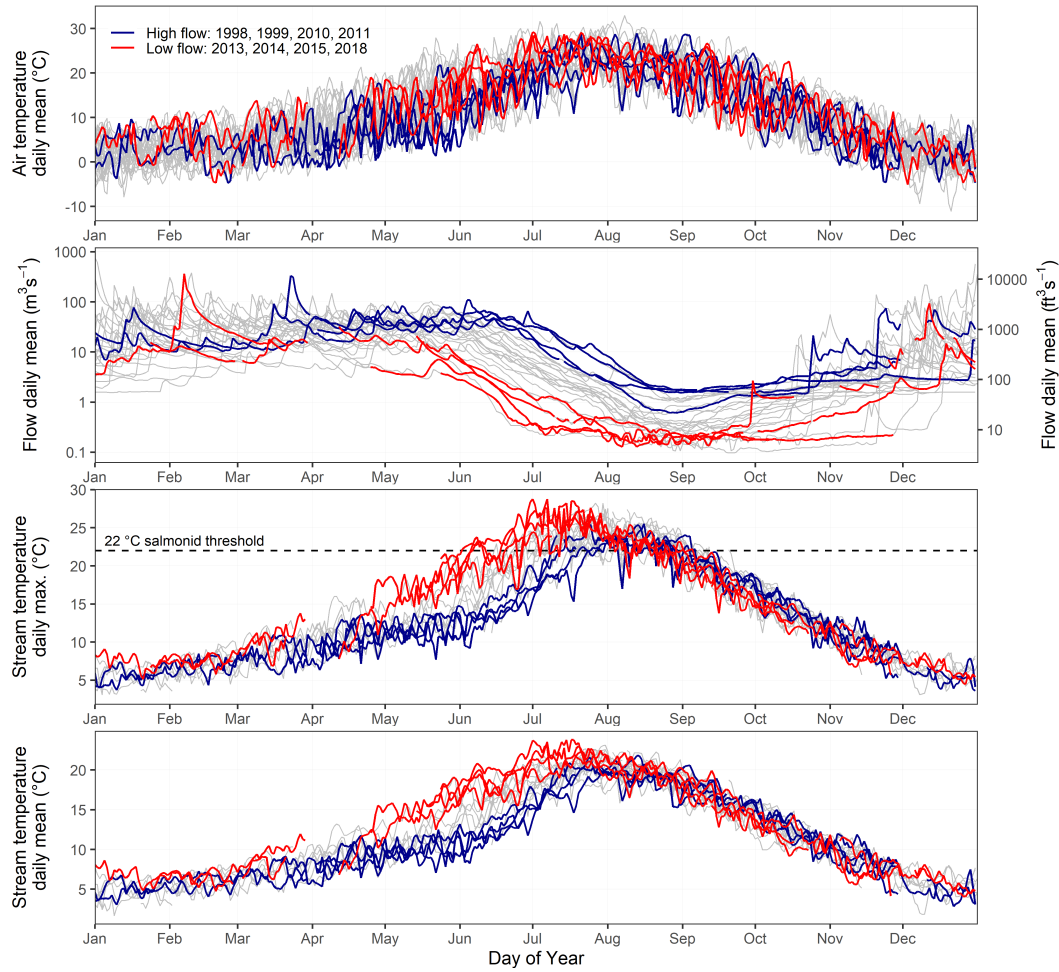 High flow: 1998, 1999, 2010, 2011
Low flow: 2013, 2014, 2015, 2018
Air temperature
daily mean (°C)
30
20
10
0
-10
Jan Feb Mar Apr May Jun Jul Aug Sep Oct Nov Dec
Flow daily mean (m³s⁻¹)
1000
100
10
1
0.1
10000
1000
100
10
Flow daily mean (ft³s⁻¹)
Jan Feb Mar Apr May Jun Jul Aug Sep Oct Nov Dec
Stream temperature
daily max. (°C)
30
25
20
15
10
5
22 °C salmonid threshold
Jan Feb Mar Apr May Jun Jul Aug Sep Oct Nov Dec
Stream temperature
daily mean (°C)
20
15
10
5
Jan Feb Mar Apr May Jun Jul Aug Sep Oct Nov Dec
Day of Year